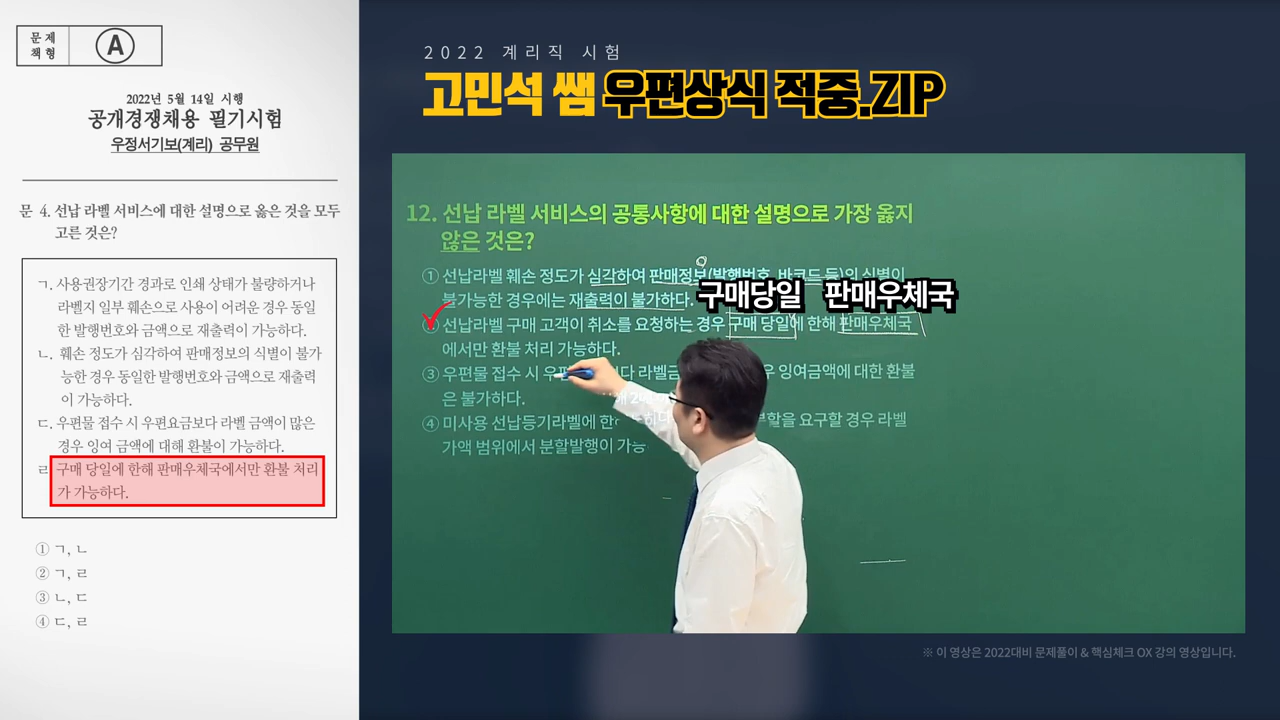 문제
책형
A
2022년 5월 14일 시행
공개경쟁채용 필기시험
우정서기보(계리) 공무원
문 4. 선납 라벨 서비스에 대한 설명으로 옳은 것을 모두
고른 것은?
ㄱ. 사용권장기간 경과로 인쇄 상태가 불량하거나
라벨지 일부 훼손으로 사용이 어려운 경우 동일
한 발행번호와 금액으로 재출력이 가능하다.
ㄴ. 훼손 정도가 심각하여 판매정보의 식별이 불가
능한 경우 동일한 발행번호와 금액으로 재출력
이 가능하다.
ㄷ. 우편물 접수 시 우편요금보다 라벨 금액이 많은
경우 잉여 금액에 대해 환불이 가능하다.
ㄹ 구매 당일에 한해 판매우체국에서만 환불 처리
가 가능하다.
① ㄱ, ㄴ
② ㄱ, ㄹ
③ ㄴ, ㄷ
④ ㄷ, ㄹ
2022 계리직 시험
고민석 쌤 우편상식 적중.ZIP
12. 선납 라벨 서비스의 공통사항에 대한 설명으로 가장 옳지
않은 것은?
① 선납라벨 훼손 정도가 심각하여 판매정보(발행번호, 바코드 등)의 식별이
불가능한 경우에는 재출력이 불가하다.
구매당일 판매우체국
선납라벨 구매 고객이 취소를 요청하는 경우 구매 당일에 한해 판매우체국
에서만 환불 처리 가능하다.
③ 우편물 접수 시 우편 다 라벨금 우 잉여금액에 대한 환불
은 불가하다.
④ 미사용 선납등기라벨에 한 부할을 요구할 경우 라벨
가액 범위에서 분할발행이 가능
※ 이 영상은 2022대비 문제풀이 & 핵심체크 OX 강의 영상입니다.